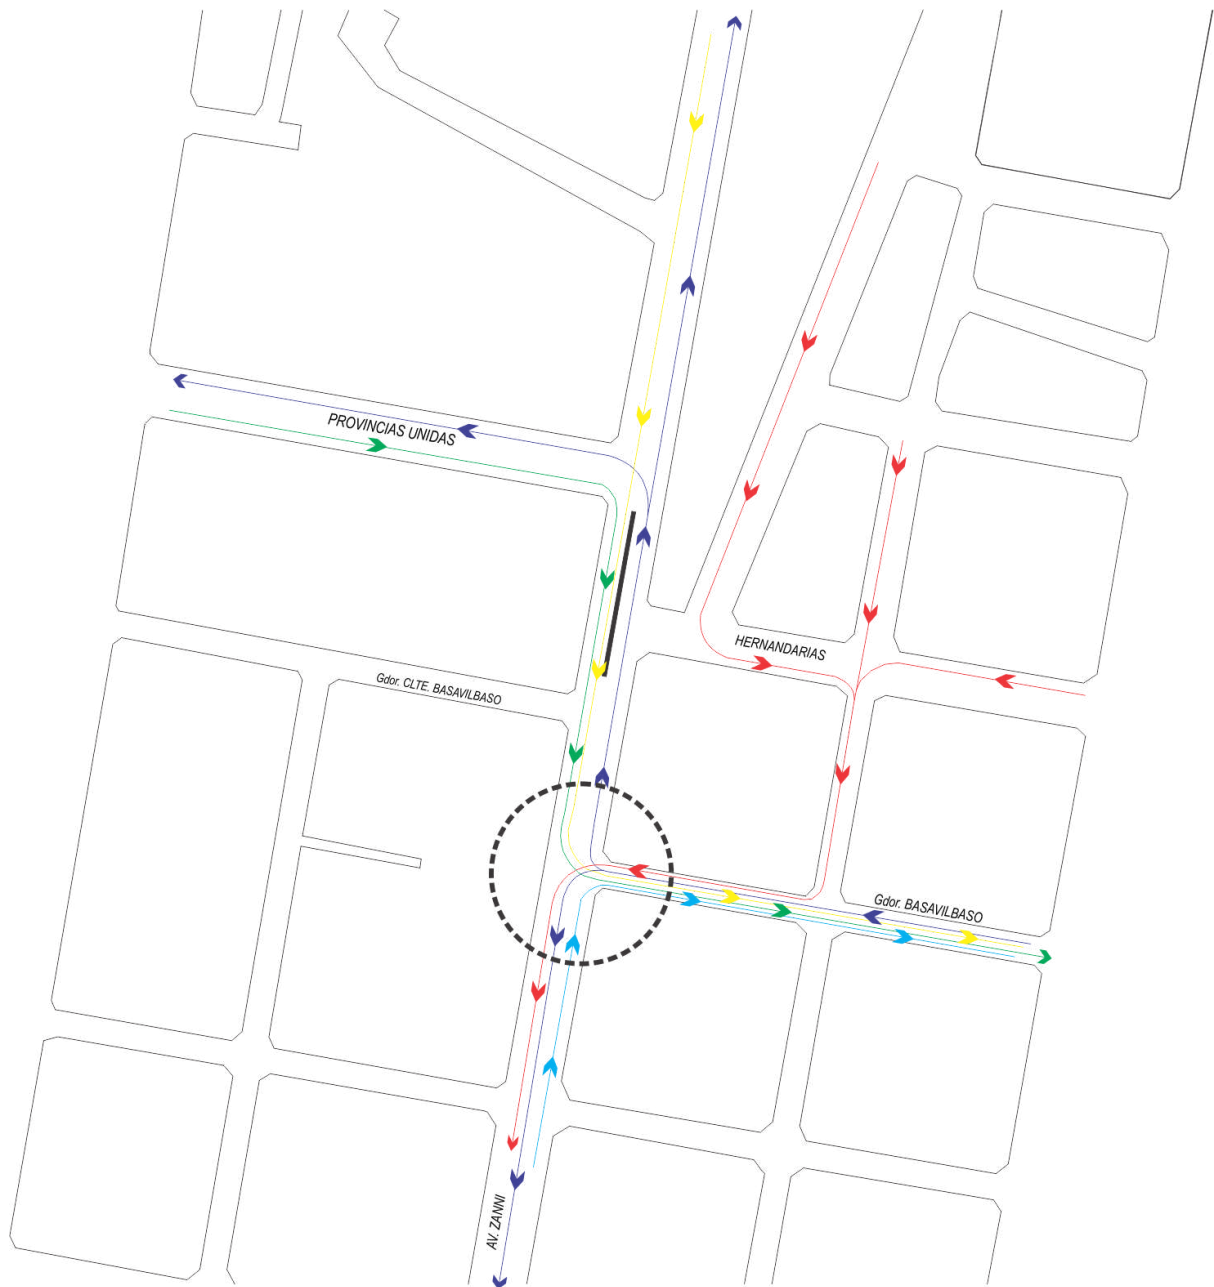 PROVINCIAS UNIDAS
HERNANDARIAS
Gdor. CLTE. BASAVILBASO
Gdor. BASAVILBASO
AV. ZANNI